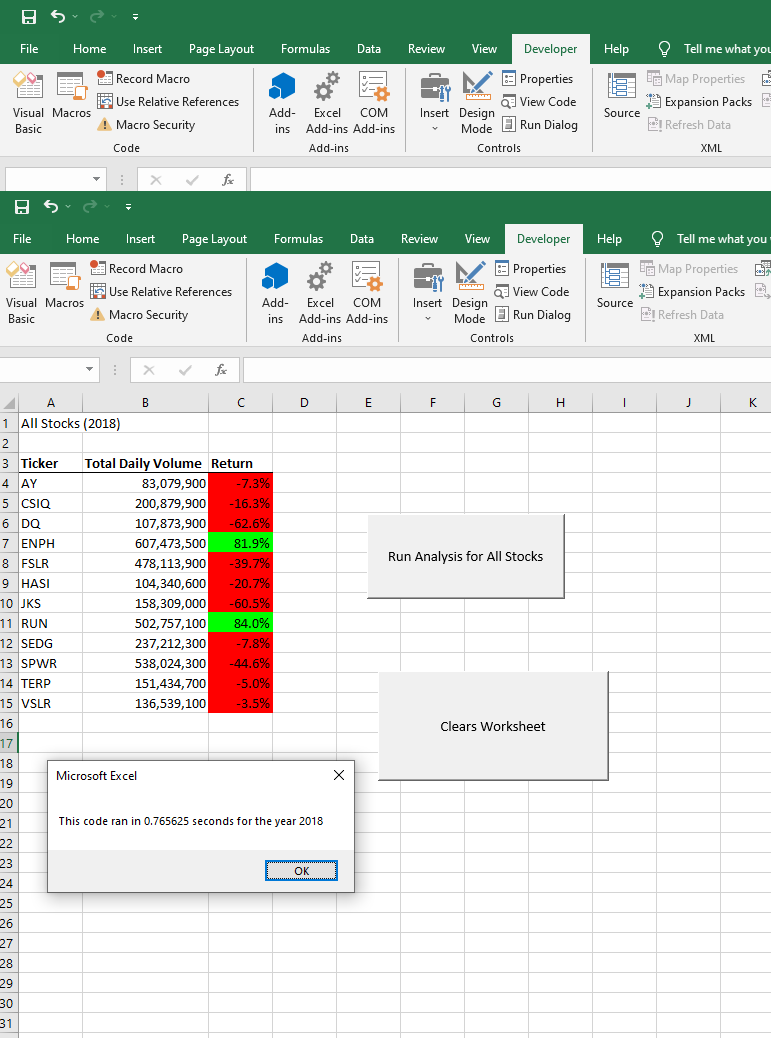 File Home Insert Page Layout Formulas Data Review View Developer Help Tell me what you
Record Macro Properties Map Properties
Use Relative References View Code Expansion Packs
Macro Security Run Dialog Refresh Data
Visual Basic Macros Add-ins Excel Add-ins COM Add-ins Insert Design Mode Source
Code Add-ins Controls XML
fx
File Home Insert Page Layout Formulas Data Review View Developer Help Tell me what you
Record Macro Properties Map Properties
Use Relative References View Code Expansion Packs
Macro Security Run Dialog Refresh Data
Visual Basic Macros Add-ins Excel Add-ins COM Add-ins Insert Design Mode Source
Code Add-ins Controls XML
fx
A B C D E F G H I J K
1 All Stocks (2018)
2
3 Ticker Total Daily Volume Return
4 AY 83,079,900 -7.3%
5 CSIQ 200,879,900 -16.3%
6 DQ 107,873,900 -62.6%
7 ENPH 607,473,500 81.9%
8 FSLR 478,113,900 -39.7%
9 HASI 104,340,600 -20.7%
10 JKS 158,309,000 -60.5%
11 RUN 502,757,100 84.0%
12 SEDG 237,212,300 -7.8%
13 SPWR 538,024,300 -44.6%
14 TERP 151,434,700 -5.0%
15 VSLR 136,539,100 -3.5%
Run Analysis for All Stocks
Clears Worksheet
16
17
18
19
20
21
22
23
24
25
26
27
28
29
30
31
Microsoft Excel
This code ran in 0.765625 seconds for the year 2018
OK